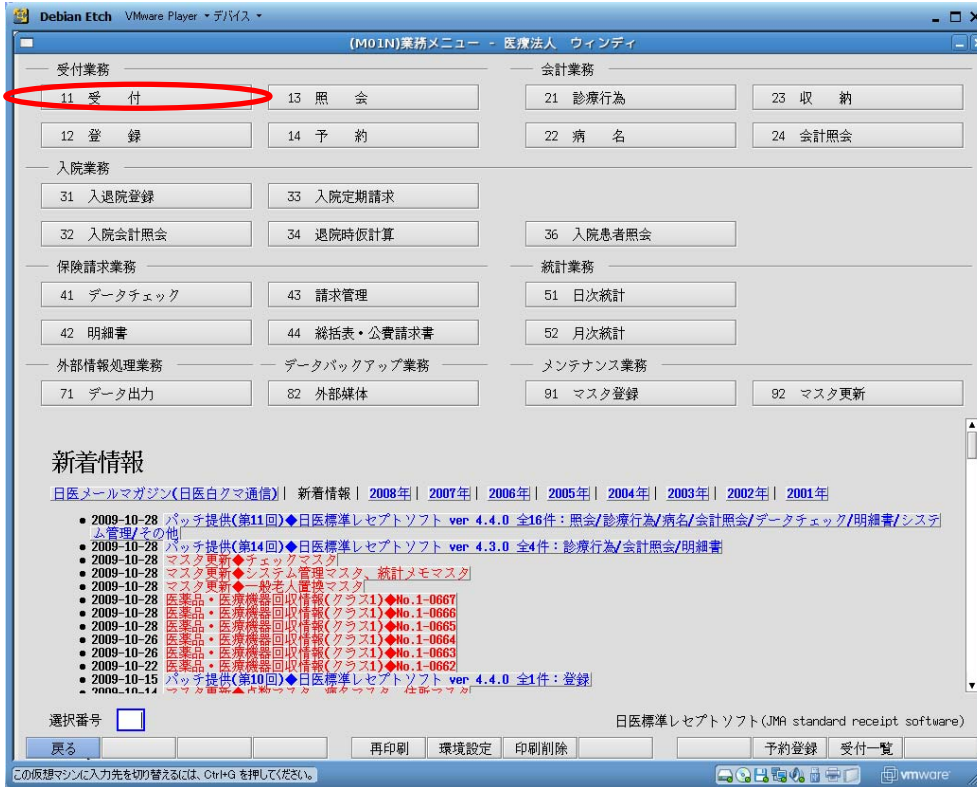 Debian Etch VMware Player ▾ デバイス ▾
(M01N)業務メニュー - 医療法人 ウィンディ
受付業務 会計業務
11 受 付 13 照 会 21 診療行為 23 収 納
12 登 録 14 予 約 22 病 名 24 会計照会
入院業務
31 入退院登録 33 入院定期請求
32 入院会計照会 34 退院時仮計算 36 入院患者照会
保険請求業務 統計業務
41 データチェック 43 請求管理 51 日次統計
42 明細書 44 総括表・公費請求書 52 月次統計
外部情報処理業務 データバックアップ業務 メンテナンス業務
71 データ出力 82 外部媒体 91 マスタ登録 92 マスタ更新
新着情報
日医メールマガジン(日医白クマ通信)| 新着情報| 2008年| 2007年| 2006年| 2005年| 2004年| 2003年| 2002年| 2001年
● 2009-10-28 パッチ提供(第11回)◆日医標準レセプトソフト ver 4.4.0 全16件：照会/診療行為/病名/会計照会/データチェック/明細書/システ
ム管理/その他
● 2009-10-28 パッチ提供(第14回)◆日医標準レセプトソフト ver 4.3.0 全4件：診療行為/会計照会/明細書
● 2009-10-28 マスタ更新◆チェックマスタ
● 2009-10-28 マスタ更新◆システム管理マスタ、統計メモマスタ
● 2009-10-28 マスタ更新◆一般老人置換マスタ
● 2009-10-28 医薬品・医療機器回収情報(クラス1)◆No.1-0667
● 2009-10-28 医薬品・医療機器回収情報(クラス1)◆No.1-0666
● 2009-10-28 医薬品・医療機器回収情報(クラス1)◆No.1-0665
● 2009-10-26 医薬品・医療機器回収情報(クラス1)◆No.1-0664
● 2009-10-26 医薬品・医療機器回収情報(クラス1)◆No.1-0663
● 2009-10-22 医薬品・医療機器回収情報(クラス1)◆No.1-0662
● 2009-10-15 パッチ提供(第10回)◆日医標準レセプトソフト ver 4.4.0 全1件：登録
● 2009-10-14 マスタ更新◆点数マスタ、病名マスタ、住所マスタ
選択番号 日医標準レセプトソフト(JMA standard receipt software)
戻る 再印刷 環境設定 印刷削除 予約登録 受付一覧
この仮想マシンに入力先を切り替えるには、Ctrl+G を押してください。 vmware